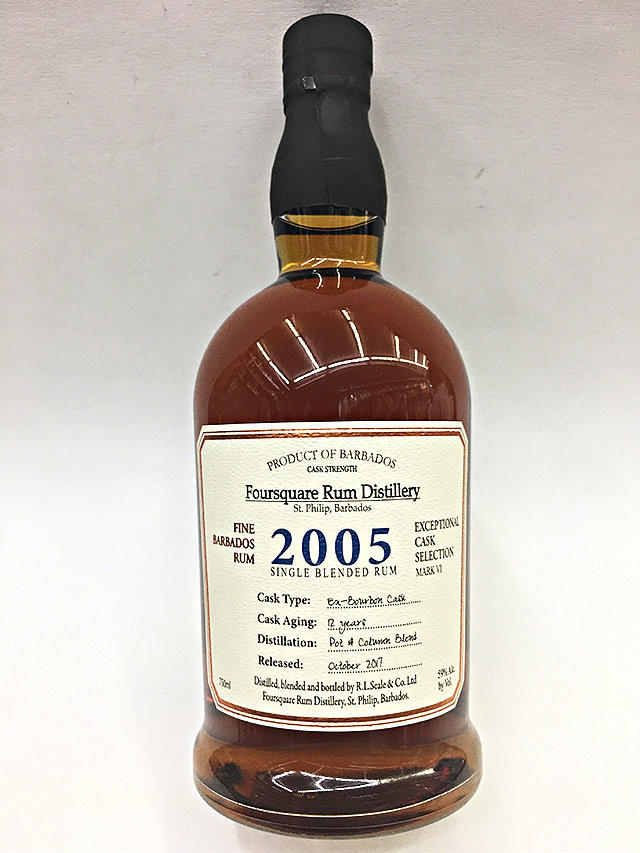 PRODUCT OF BARBADOS
CASK STRENGTH
Foursquare Rum Distillery
St. Philip, Barbados
FINE
BARBADOS
RUM
2005
SINGLE BLENDED RUM
EXCEPTIONAL
CASK
SELECTION
MARK VI
Cask Type: Ex-Bourbon Cask
Cask Aging: 12 years
Distillation: Pot & Column Blend
Released: October 2017
750ml
Distilled, blended and bottled by R.L.Seale & Co. Ltd
Foursquare Rum Distillery, St. Philip, Barbados.
59% Alc
by Vol.